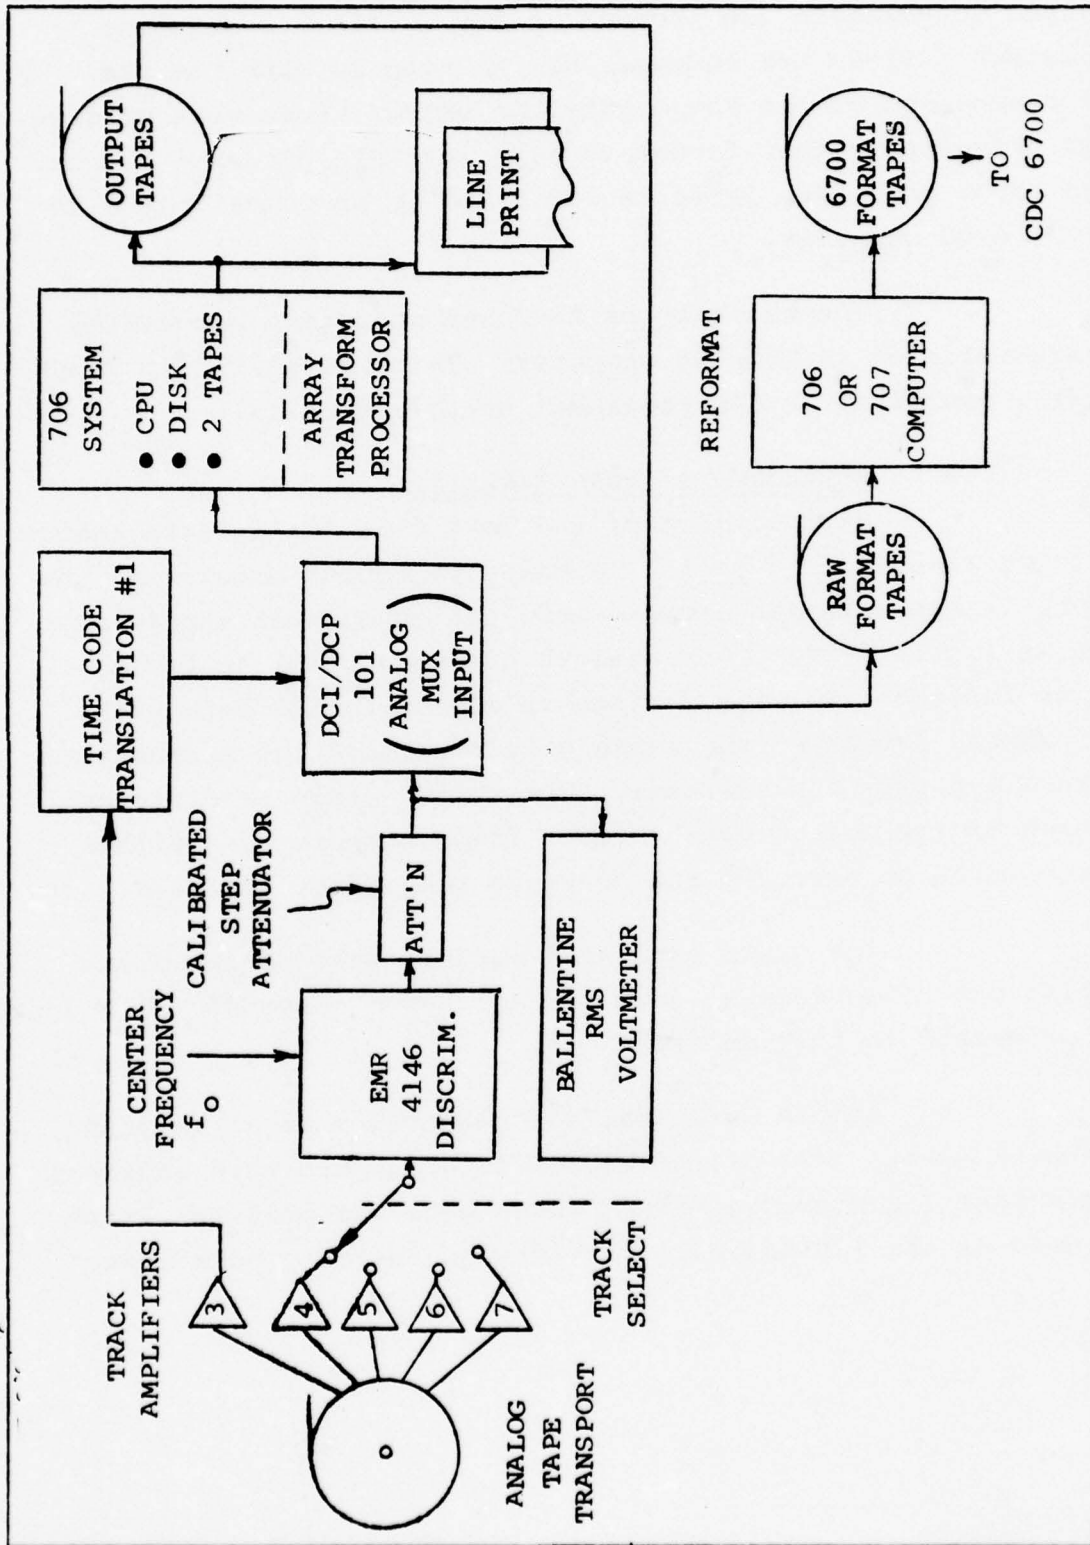 ANALOG
TAPE
TRANSPORT
TRACK
AMPLIFIERS
3
4
5
6
7
TRACK
SELECT
CENTER
FREQUENCY
fo
EMR
4146
DISCRIM.
CALIBRATED
STEP
ATTENUATOR
ATT'N
BALLENTINE
RMS
VOLTMETER
TIME CODE
TRANSLATION #1
DCI/DCP
101
(ANALOG
MUX
INPUT)
706
SYSTEM
● CPU
● DISK
● 2 TAPES
ARRAY
TRANSFORM
PROCESSOR
OUTPUT
TAPES
LINE
PRINT
RAW
FORMAT
TAPES
REFORMAT
706
OR
707
COMPUTER
6700
FORMAT
TAPES
TO
CDC 6700